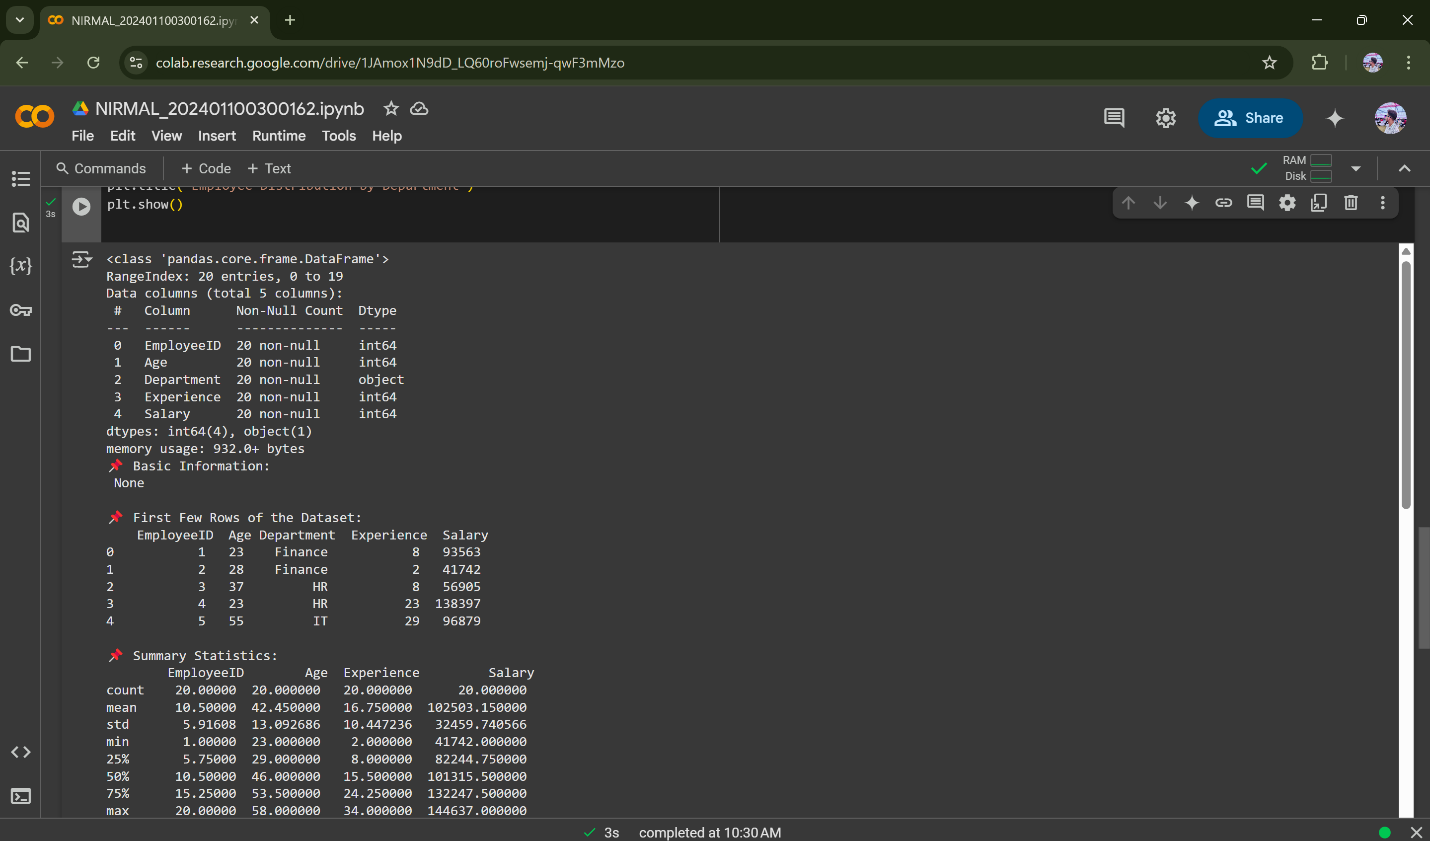 NIRMAL_202401100300162.ipy
colab.research.google.com/drive/1JAmox1N9dD_LQ60roFwsemj-qwF3mMzo
CO NIRMAL_202401100300162.ipynb
File Edit View Insert Runtime Tools Help
Share
Commands + Code + Text
RAM
Disk
plt.title("Employee Distribution by Department")
3s
plt.show()
<class 'pandas.core.frame.DataFrame'>
RangeIndex: 20 entries, 0 to 19
Data columns (total 5 columns):
 #   Column      Non-Null Count  Dtype
---  ------      --------------  -----
 0   EmployeeID  20 non-null     int64
 1   Age         20 non-null     int64
 2   Department  20 non-null     object
 3   Experience  20 non-null     int64
 4   Salary      20 non-null     int64
dtypes: int64(4), object(1)
memory usage: 932.0+ bytes
📌 Basic Information:
 None
📌 First Few Rows of the Dataset:
    EmployeeID  Age Department  Experience  Salary
0           1   23    Finance           8   93563
1           2   28    Finance           2   41742
2           3   37         HR           8   56905
3           4   23         HR          23  138397
4           5   55         IT          29   96879
📌 Summary Statistics:
        EmployeeID        Age  Experience         Salary
count    20.00000  20.000000   20.000000      20.000000
mean     10.50000  42.450000   16.750000  102503.150000
std       5.91608  13.092686   10.447236   32459.740566
min       1.00000  23.000000    2.000000   41742.000000
25%       5.75000  29.000000    8.000000   82244.750000
50%      10.50000  46.000000   15.500000  101315.500000
75%      15.25000  53.500000   24.250000  132247.500000
max      20.00000  58.000000   34.000000  144637.000000
3s completed at 10:30 AM